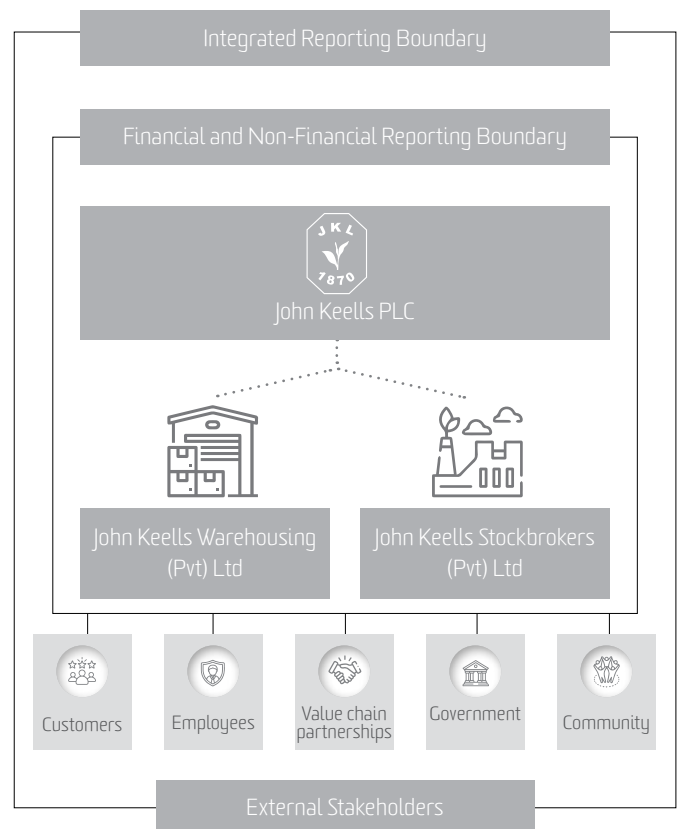 Integrated Reporting Boundary
Financial and Non-Financial Reporting Boundary
JKL
1870
John Keells PLC
John Keells Warehousing
(Pvt) Ltd
John Keells Stockbrokers
(Pvt) Ltd
Customers
Employees
Value chain
partnerships
Government
Community
External Stakeholders